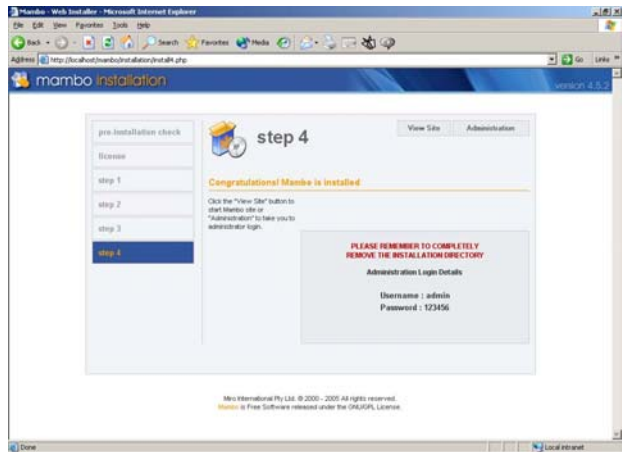 Mambo - Web Installer - Microsoft Internet Explorer
File Edit View Favorites Tools Help
Back Search Favorites Media
Address http://localhost/mambo/installation/install4.php Go Links
mambo installation
version 4.5.2
pre-installation check
license
step 1
step 2
step 3
step 4
step 4
View Site Administration
Congratulations! Mambo is installed
Click the "View Site" button to
start Mambo site or
"Administration" to take you to
administrator login.
PLEASE REMEMBER TO COMPLETELY
REMOVE THE INSTALLATION DIRECTORY
Administration Login Details
Username : admin
Password : 123456
Miro International Pty Ltd. © 2000 - 2005 All rights reserved.
Mambo is Free Software released under the GNU/GPL License.
Done Local intranet